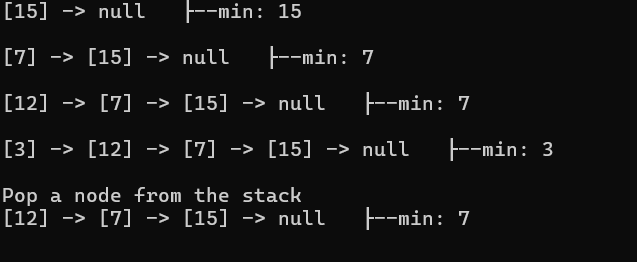 [15] -> null   ├--min: 15
[7] -> [15] -> null   ├--min: 7
[12] -> [7] -> [15] -> null   ├--min: 7
[3] -> [12] -> [7] -> [15] -> null   ├--min: 3
Pop a node from the stack
[12] -> [7] -> [15] -> null   ├--min: 7